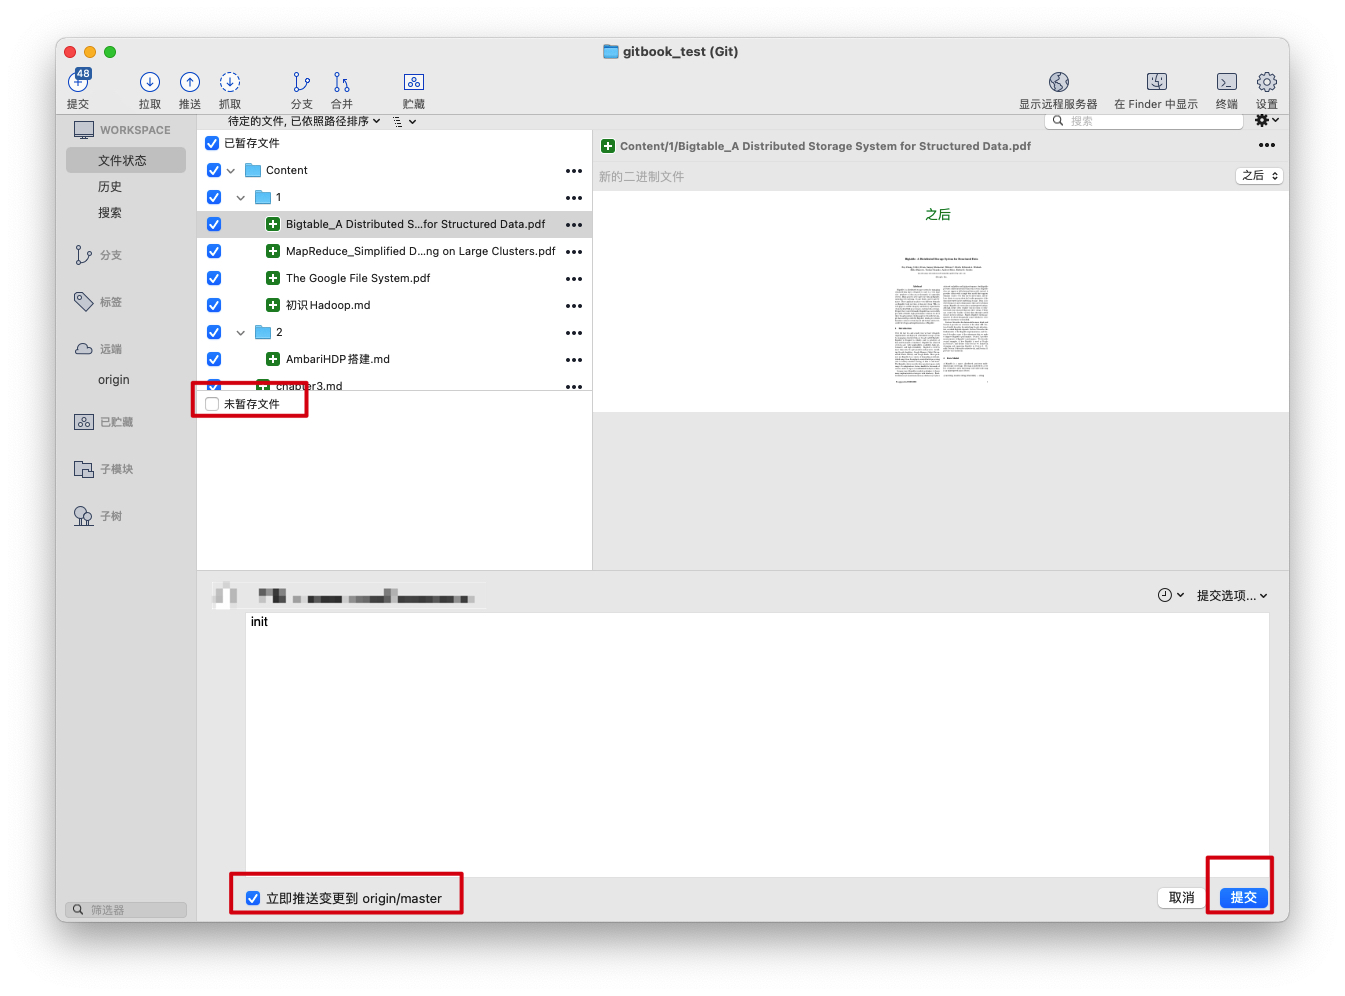 gitbook_test (Git)
48
提交
拉取
推送
抓取
分支
合并
贮藏
显示远程服务器
在 Finder 中显示
终端
设置
WORKSPACE
文件状态
历史
搜索
分支
标签
远端
origin
已贮藏
子模块
子树
筛选器
待定的文件, 已依照路径排序
搜索
已暂存文件
Content
1
Bigtable_A Distributed S...for Structured Data.pdf
MapReduce_Simplified D...ng on Large Clusters.pdf
The Google File System.pdf
初识Hadoop.md
2
AmbariHDP搭建.md
chapter3.md
未暂存文件
Content/1/Bigtable_A Distributed Storage System for Structured Data.pdf
新的二进制文件
之后
之后
提交选项...
init
立即推送变更到 origin/master
取消
提交